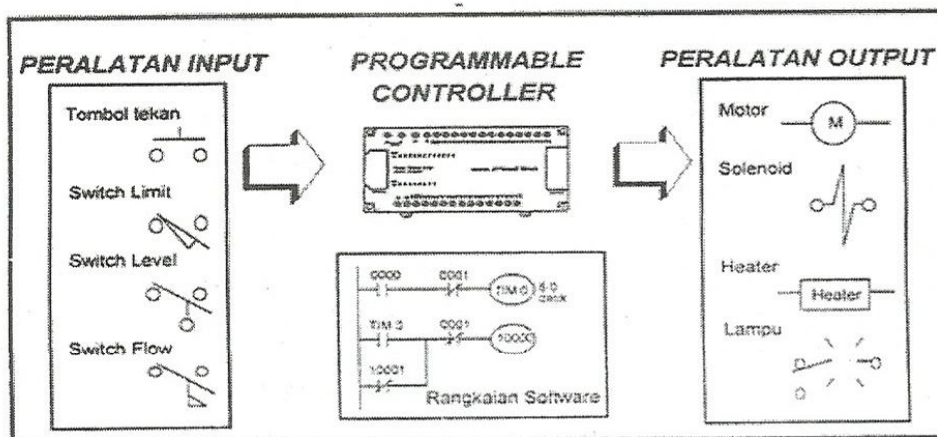 PERALATAN INPUT
Tombol tekan
Switch Limit
Switch Level
Switch Flow
PROGRAMMABLE
CONTROLLER
0000 0001
TIM 0
TIM 0 0001
10000
10001
Rangkaian Software
PERALATAN OUTPUT
Motor
M
Solenoid
Heater
Heater
Lampu